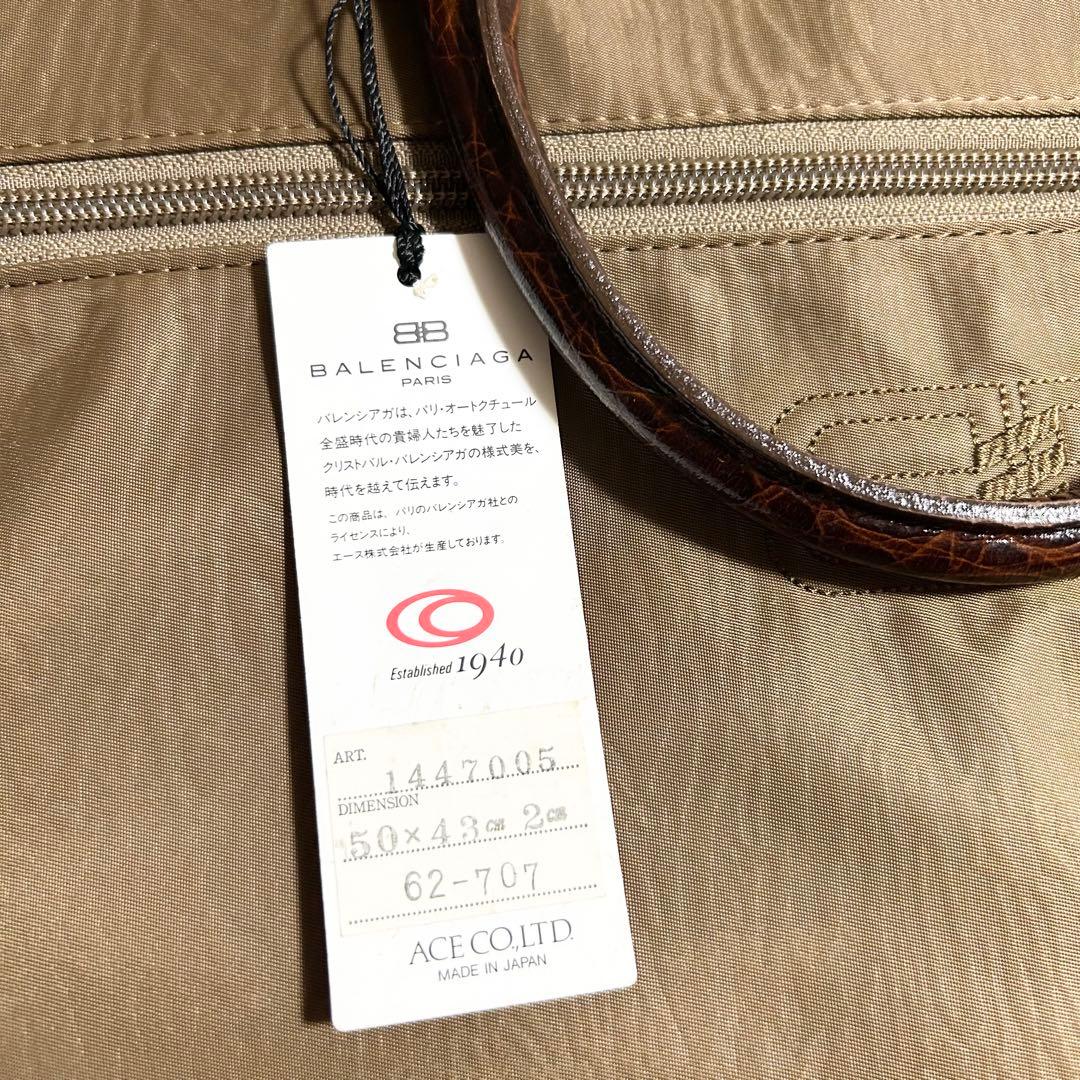 BB
BALENCIAGA
PARIS
バレンシアガは、パリ・オートクチュール
全盛時代の貴婦人たちを魅了した
クリストバル・バレンシアガの様式美を、
時代を越えて伝えます。
この商品は、パリのバレンシアガ社との
ライセンスにより、
エース株式会社が生産しております。
Established 1940
ART.
1447005
DIMENSION
50×43cm 2cm
62-707
ACE CO.,LTD.
MADE IN JAPAN